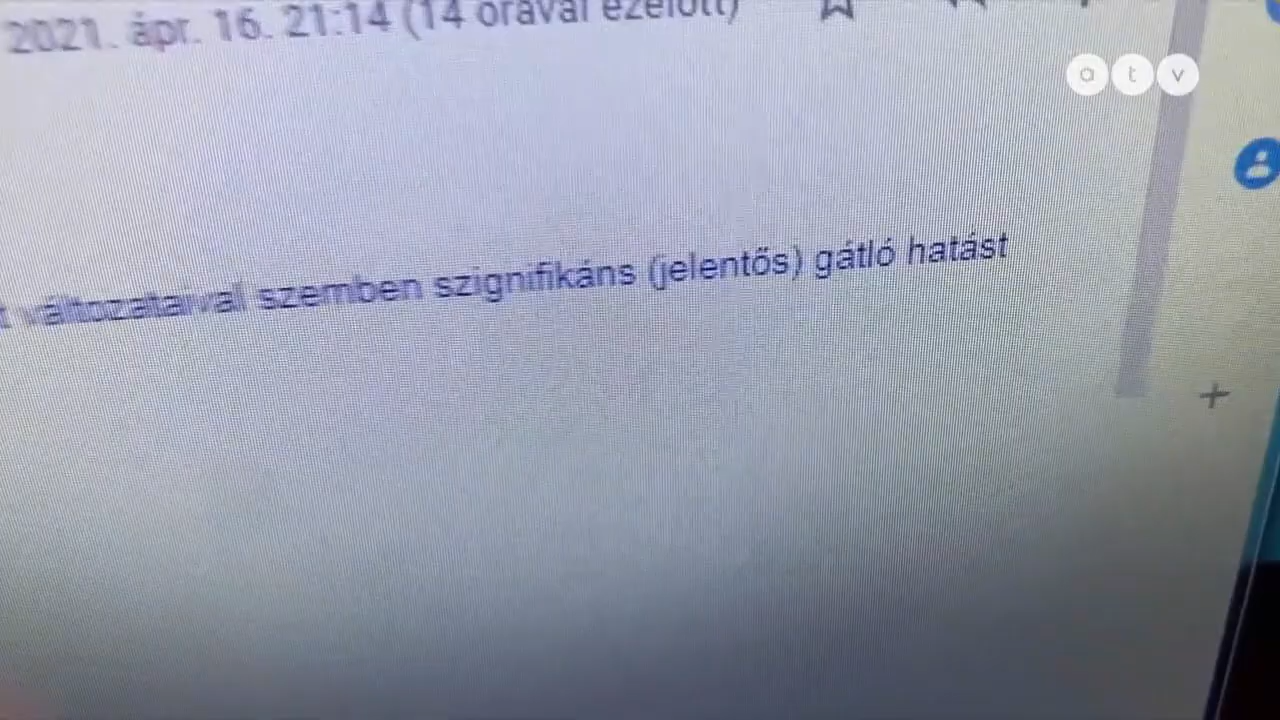 2021. ápr. 16. 21:14 (14 órával ezelőtt)
atv
változataival szemben szignifikáns (jelentős) gátló hatást